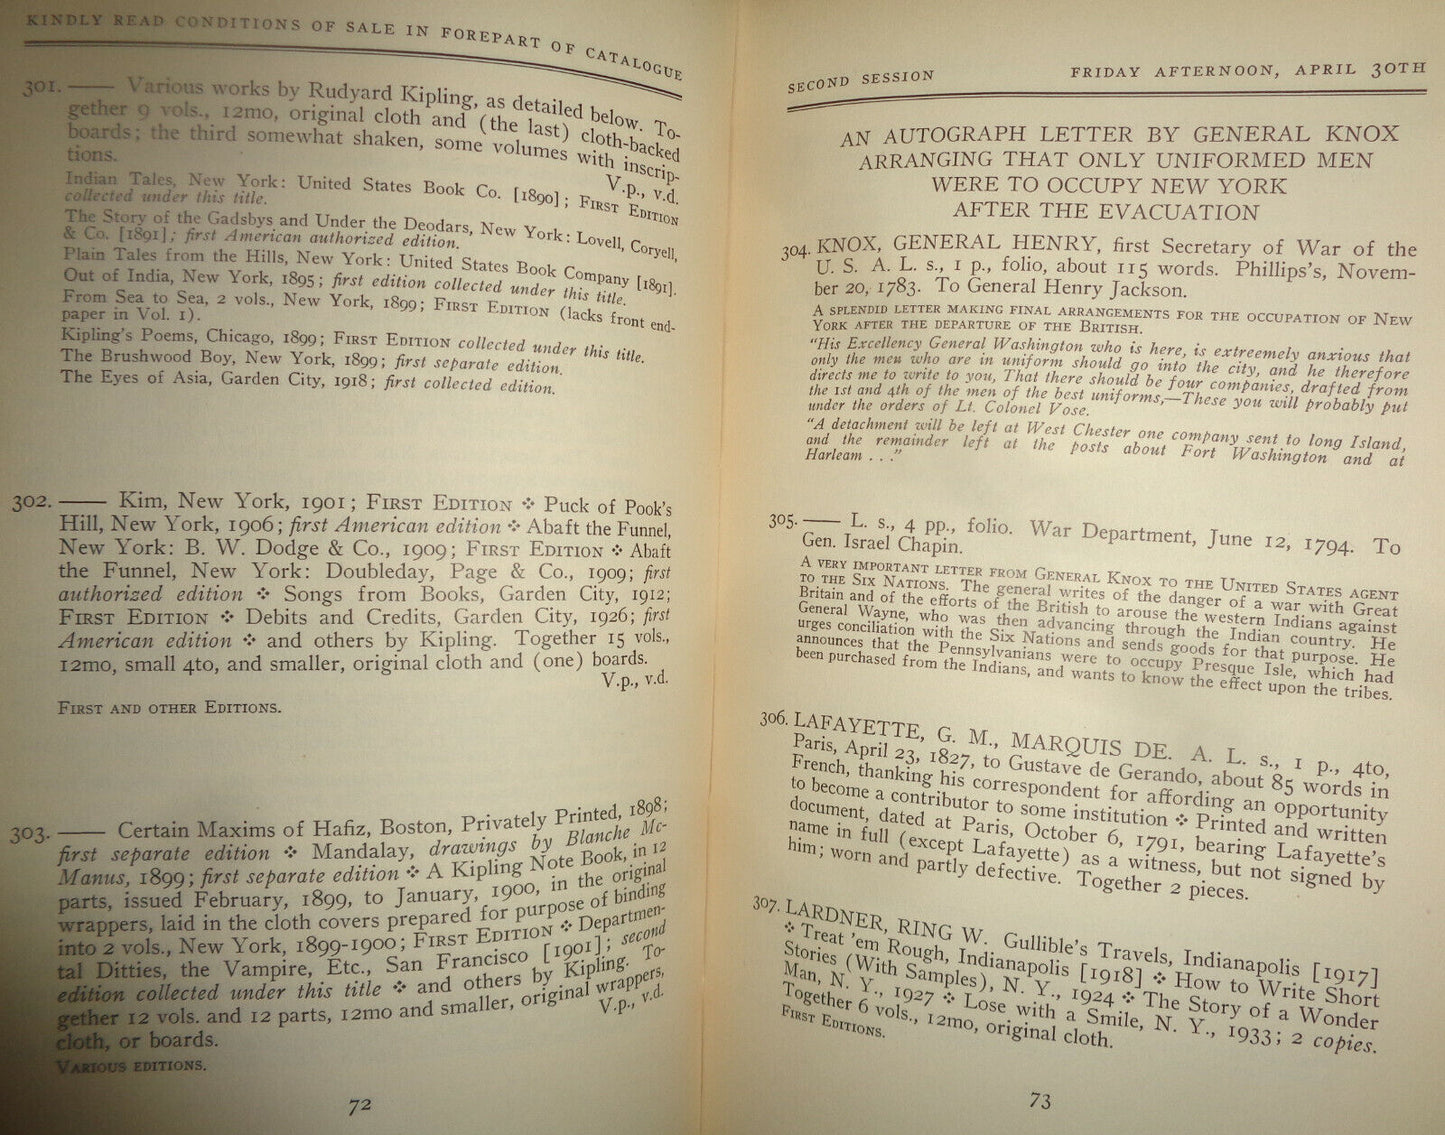 KINDLY READ CONDITIONS OF SALE IN FOREPART OF CATALOGUE
301. —— Various works by Rudyard Kipling, as detailed below. To-
gether 9 vols., 12mo, original cloth and (the last) cloth-backed
boards; the third somewhat shaken, some volumes with inscrip-
tions.
V.p., v.d.
Indian Tales, New York: United States Book Co. [1890]; FIRST EDITION
collected under this title.
The Story of the Gadsbys and Under the Deodars, New York: Lovell, Coryell,
& Co. [1891]; first American authorized edition.
Plain Tales from the Hills, New York: United States Book Company [1891].
Out of India, New York, 1895; first edition collected under this title.
From Sea to Sea, 2 vols., New York, 1899; FIRST EDITION (lacks front end-
paper in Vol. 1).
Kipling's Poems, Chicago, 1899; FIRST EDITION collected under this title.
The Brushwood Boy, New York, 1899; first separate edition.
The Eyes of Asia, Garden City, 1918; first collected edition.
302. —— Kim, New York, 1901; FIRST EDITION ⁘ Puck of Pook's
Hill, New York, 1906; first American edition ⁘ Abaft the Funnel,
New York: B. W. Dodge & Co., 1909; FIRST EDITION ⁘ Abaft
the Funnel, New York: Doubleday, Page & Co., 1909; first
authorized edition ⁘ Songs from Books, Garden City, 1912;
FIRST EDITION ⁘ Debits and Credits, Garden City, 1926; first
American edition ⁘ and others by Kipling. Together 15 vols.,
12mo, small 4to, and smaller, original cloth and (one) boards.
V.p., v.d.
FIRST AND OTHER EDITIONS.
303. —— Certain Maxims of Hafiz, Boston, Privately Printed, 1898;
first separate edition ⁘ Mandalay, drawings by Blanche Mc-
Manus, 1899; first separate edition ⁘ A Kipling Note Book, in 12
parts, issued February, 1899, to January, 1900, in the original
wrappers, laid in the cloth covers prepared for purpose of binding
into 2 vols., New York, 1899-1900; FIRST EDITION ⁘ Departmen-
tal Ditties, the Vampire, Etc., San Francisco [1901]; second
edition collected under this title ⁘ and others by Kipling. To-
gether 12 vols. and 12 parts, 12mo and smaller, original wrappers,
cloth, or boards.
V.p., v.d.
VARIOUS EDITIONS.
72
SECOND SESSION
FRIDAY AFTERNOON, APRIL 30TH
AN AUTOGRAPH LETTER BY GENERAL KNOX
ARRANGING THAT ONLY UNIFORMED MEN
WERE TO OCCUPY NEW YORK
AFTER THE EVACUATION
304. KNOX, GENERAL HENRY, first Secretary of War of the
U. S. A. L. s., 1 p., folio, about 115 words. Phillips's, Novem-
ber 20, 1783. To General Henry Jackson.
A SPLENDID LETTER MAKING FINAL ARRANGEMENTS FOR THE OCCUPATION OF NEW
YORK AFTER THE DEPARTURE OF THE BRITISH.
"His Excellency General Washington who is here, is extreemely anxious that
only the men who are in uniform should go into the city, and he therefore
directs me to write to you, That there should be four companies, drafted from
the 1st and 4th of the men of the best uniforms,—These you will probably put
under the orders of Lt. Colonel Vose.
"A detachment will be left at West Chester one company sent to long Island,
and the remainder left at the posts about Fort Washington and at
Harleam . . ."
305. —— L. s., 4 pp., folio. War Department, June 12, 1794. To
Gen. Israel Chapin.
A VERY IMPORTANT LETTER FROM GENERAL KNOX TO THE UNITED STATES AGENT
TO THE SIX NATIONS. The general writes of the danger of a war with Great
Britain and of the efforts of the British to arouse the western Indians against
General Wayne, who was then advancing through the Indian country. He
urges conciliation with the Six Nations and sends goods for that purpose. He
announces that the Pennsylvanians were to occupy Presque Isle, which had
been purchased from the Indians, and wants to know the effect upon the tribes.
306. LAFAYETTE, G. M., MARQUIS DE. A. L. s., 1 p., 4to,
Paris, April 23, 1827, to Gustave de Gerando, about 85 words in
French, thanking his correspondent for affording an opportunity
to become a contributor to some institution ⁘ Printed and written
document, dated at Paris, October 6, 1791, bearing Lafayette's
name in full (except Lafayette) as a witness, but not signed by
him; worn and partly defective. Together 2 pieces.
307. LARDNER, RING W. Gullible's Travels, Indianapolis [1917]
⁘ Treat 'em Rough, Indianapolis [1918] ⁘ How to Write Short
Stories (With Samples), N. Y., 1924 ⁘ The Story of a Wonder
Man, N. Y., 1927 ⁘ Lose with a Smile, N. Y., 1933; 2 copies.
Together 6 vols., 12mo, original cloth.
FIRST EDITIONS.
73